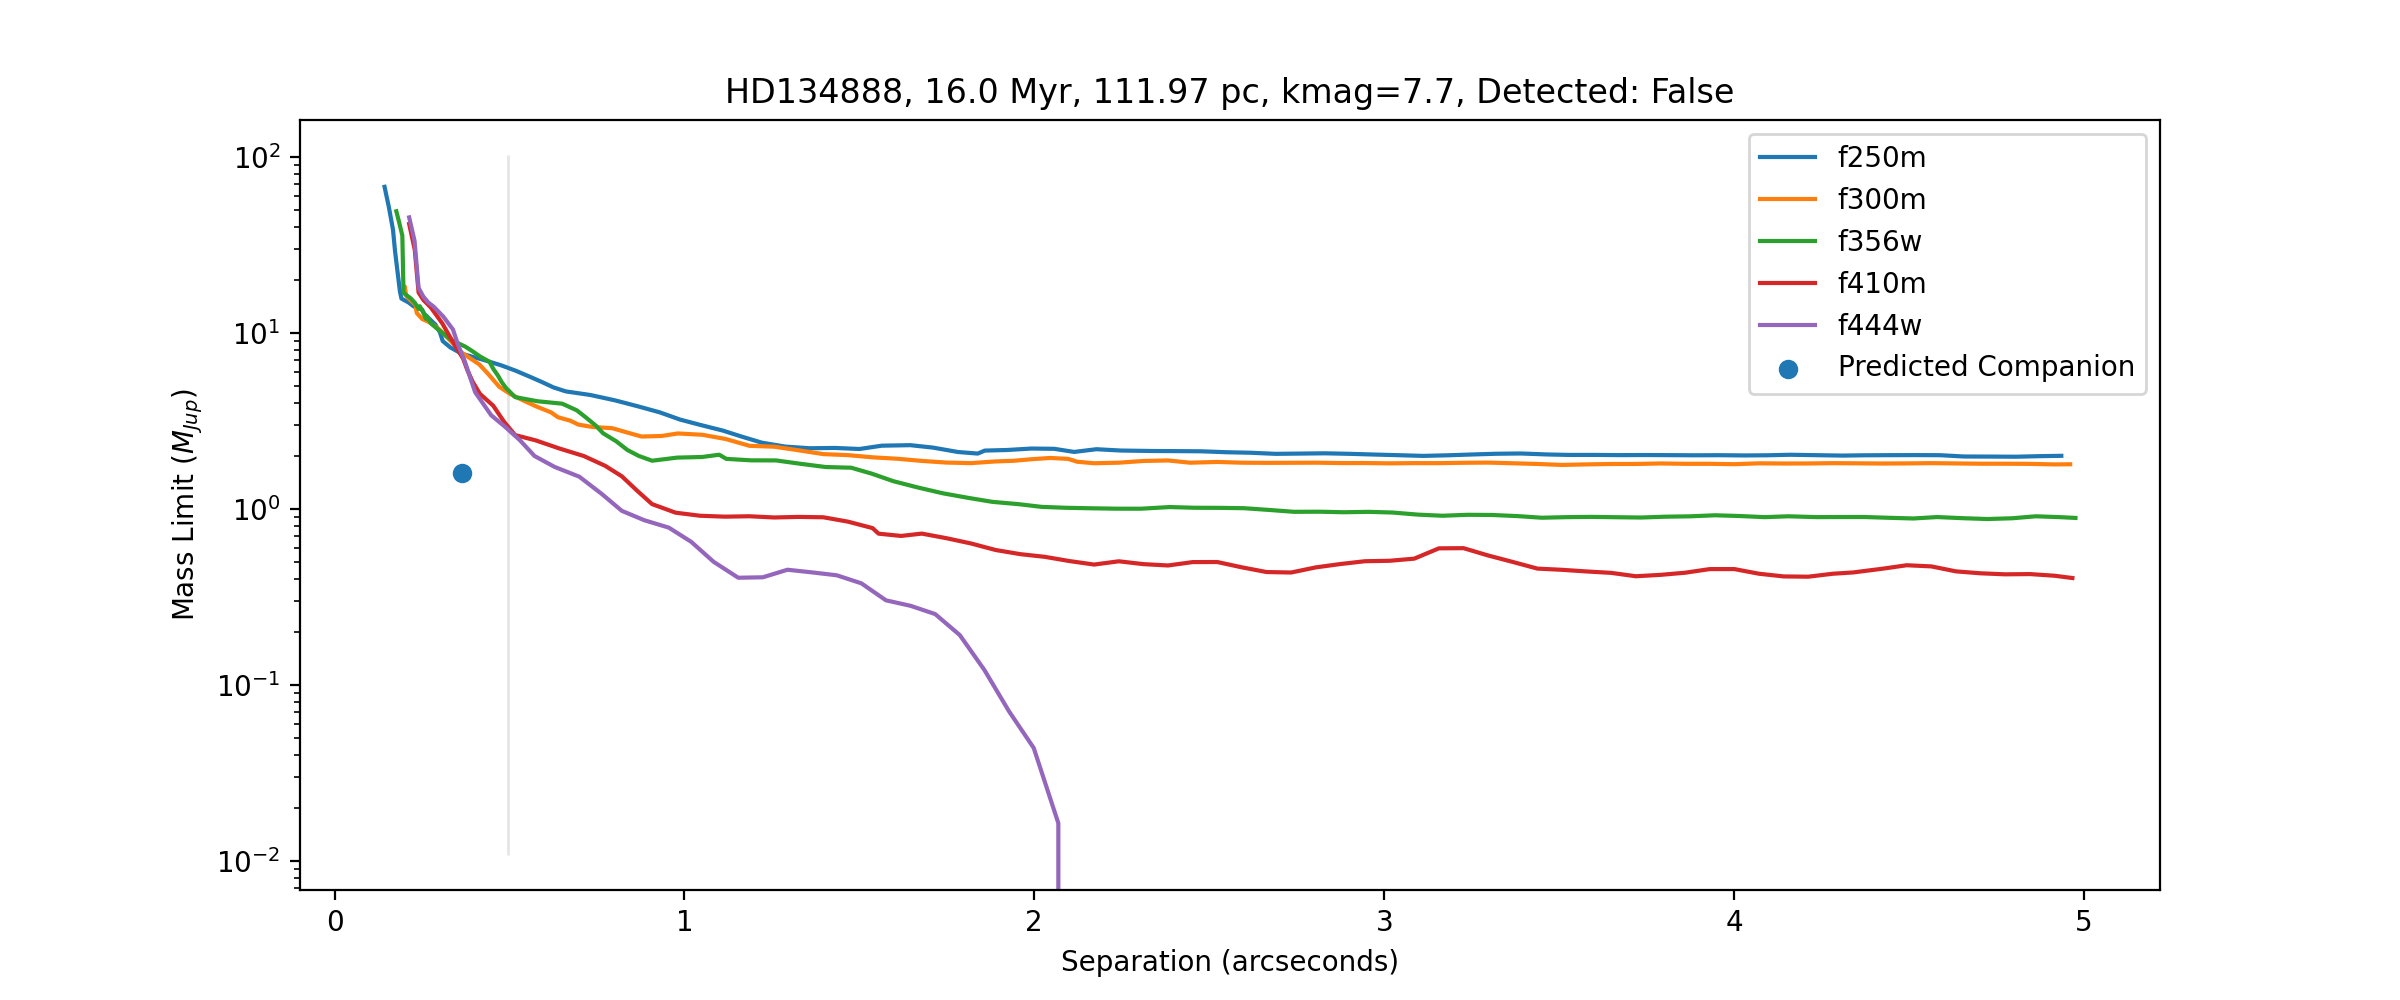 HD134888, 16.0 Myr, 111.97 pc, kmag=7.7, Detected: False
Mass Limit (M_Jup)
10^2
10^1
10^0
10^−1
10^−2
f250m
f300m
f356w
f410m
f444w
Predicted Companion
0 1 2 3 4 5
Separation (arcseconds)